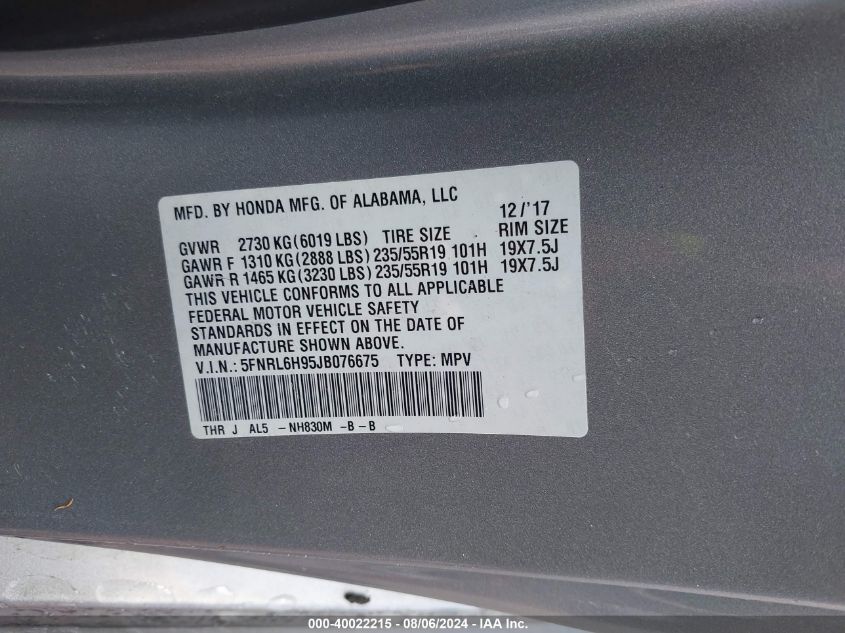 MFD. BY HONDA MFG. OF ALABAMA, LLC
12/'17
GVWR 2730 KG(6019 LBS) TIRE SIZE RIM SIZE
GAWR F 1310 KG(2888 LBS) 235/55R19 101H 19X7.5J
GAWR R 1465 KG(3230 LBS) 235/55R19 101H 19X7.5J
THIS VEHICLE CONFORMS TO ALL APPLICABLE
FEDERAL MOTOR VEHICLE SAFETY
STANDARDS IN EFFECT ON THE DATE OF
MANUFACTURE SHOWN ABOVE.
V.I.N.: 5FNRL6H95JB076675 TYPE: MPV
THR J AL5 -NH830M -B-B
000-40022215 - 08/06/2024 - IAA Inc.